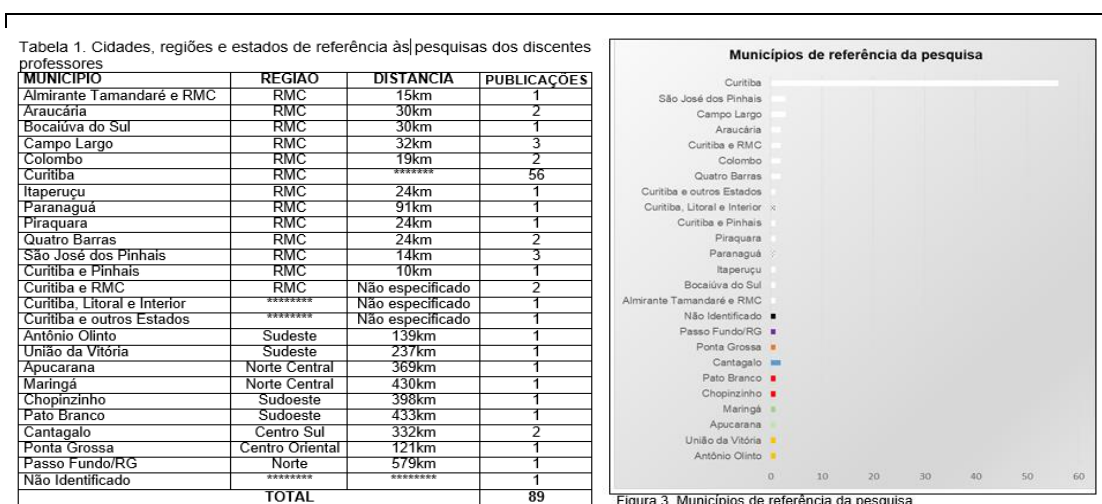 Tabela 1. Cidades, regiões e estados de referência às pesquisas dos discentes
professores
MUNICIPIO REGIÃO DISTANCIA PUBLICAÇÕES
Almirante Tamandaré e RMC RMC 15km 1
Araucária RMC 30km 2
Bocaiúva do Sul RMC 30km 1
Campo Largo RMC 32km 3
Colombo RMC 19km 2
Curitiba RMC ******* 56
Itaperuçu RMC 24km 1
Paranaguá RMC 91km 1
Piraquara RMC 24km 1
Quatro Barras RMC 24km 2
São José dos Pinhais RMC 14km 3
Curitiba e Pinhais RMC 10km 1
Curitiba e RMC RMC Não especificado 2
Curitiba, Litoral e Interior ******** Não especificado 1
Curitiba e outros Estados ******** Não especificado 1
Antônio Olinto Sudeste 139km 1
União da Vitória Sudeste 237km 1
Apucarana Norte Central 369km 1
Maringá Norte Central 430km 1
Chopinzinho Sudoeste 398km 1
Pato Branco Sudoeste 433km 1
Cantagalo Centro Sul 332km 2
Ponta Grossa Centro Oriental 121km 1
Passo Fundo/RG Norte 579km 1
Não Identificado ******** ******** 1
TOTAL 89
Municípios de referência da pesquisa
Curitiba
São José dos Pinhais
Campo Largo
Araucária
Curitiba e RMC
Colombo
Quatro Barras
Curitiba e outros Estados
Curitiba, Litoral e Interior
Curitiba e Pinhais
Piraquara
Paranaguá
Itaperuçu
Bocaiúva do Sul
Almirante Tamandaré e RMC
Não Identificado
Passo Fundo/RG
Ponta Grossa
Cantagalo
Pato Branco
Chopinzinho
Maringá
Apucarana
União da Vitória
Antônio Olinto
0 10 20 30 40 50 60
Figura 3. Municípios de referência da pesquisa